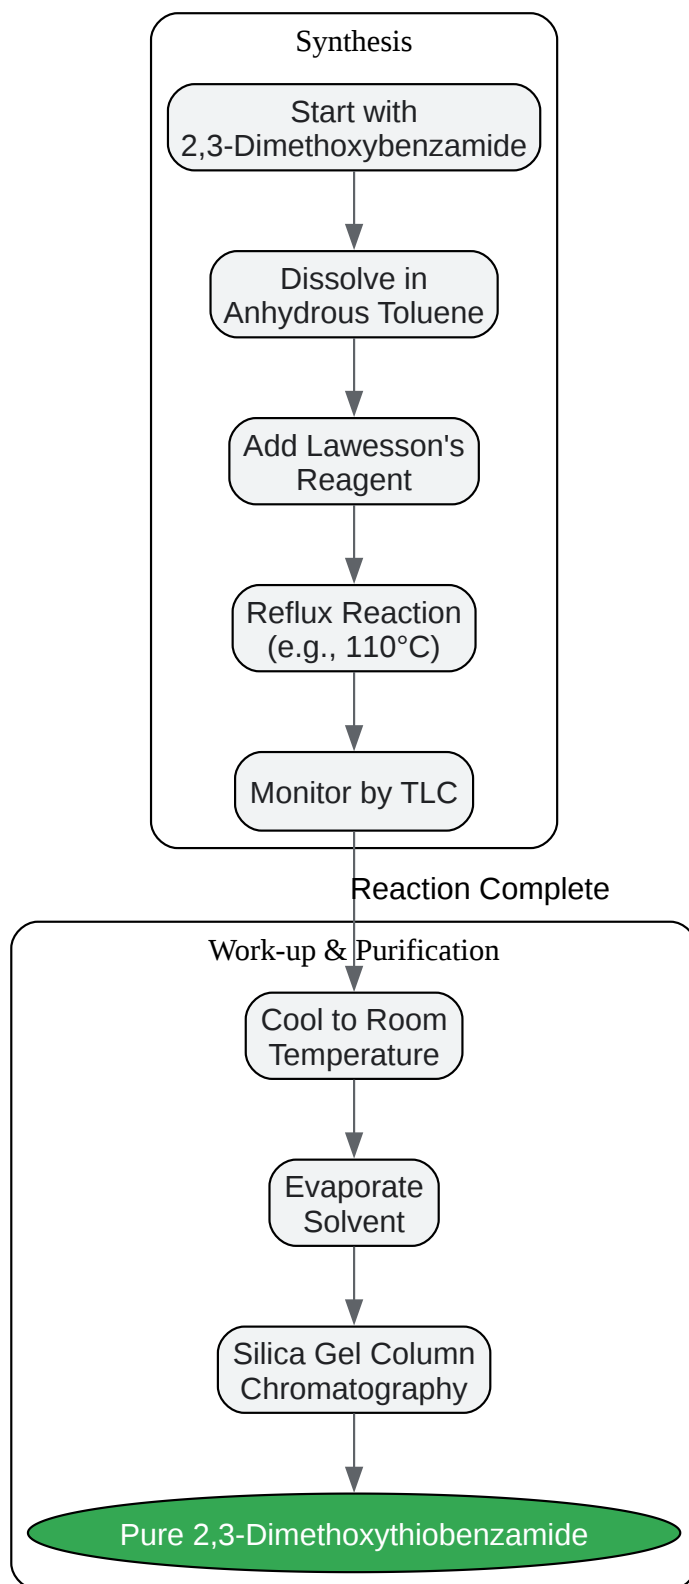 Synthesis
Start with
2,3-Dimethoxybenzamide
Dissolve in
Anhydrous Toluene
Add Lawesson's
Reagent
Reflux Reaction
(e.g., 110°C)
Monitor by TLC
Reaction Complete
Work-up & Purification
Cool to Room
Temperature
Evaporate
Solvent
Silica Gel Column
Chromatography
Pure 2,3-Dimethoxythiobenzamide